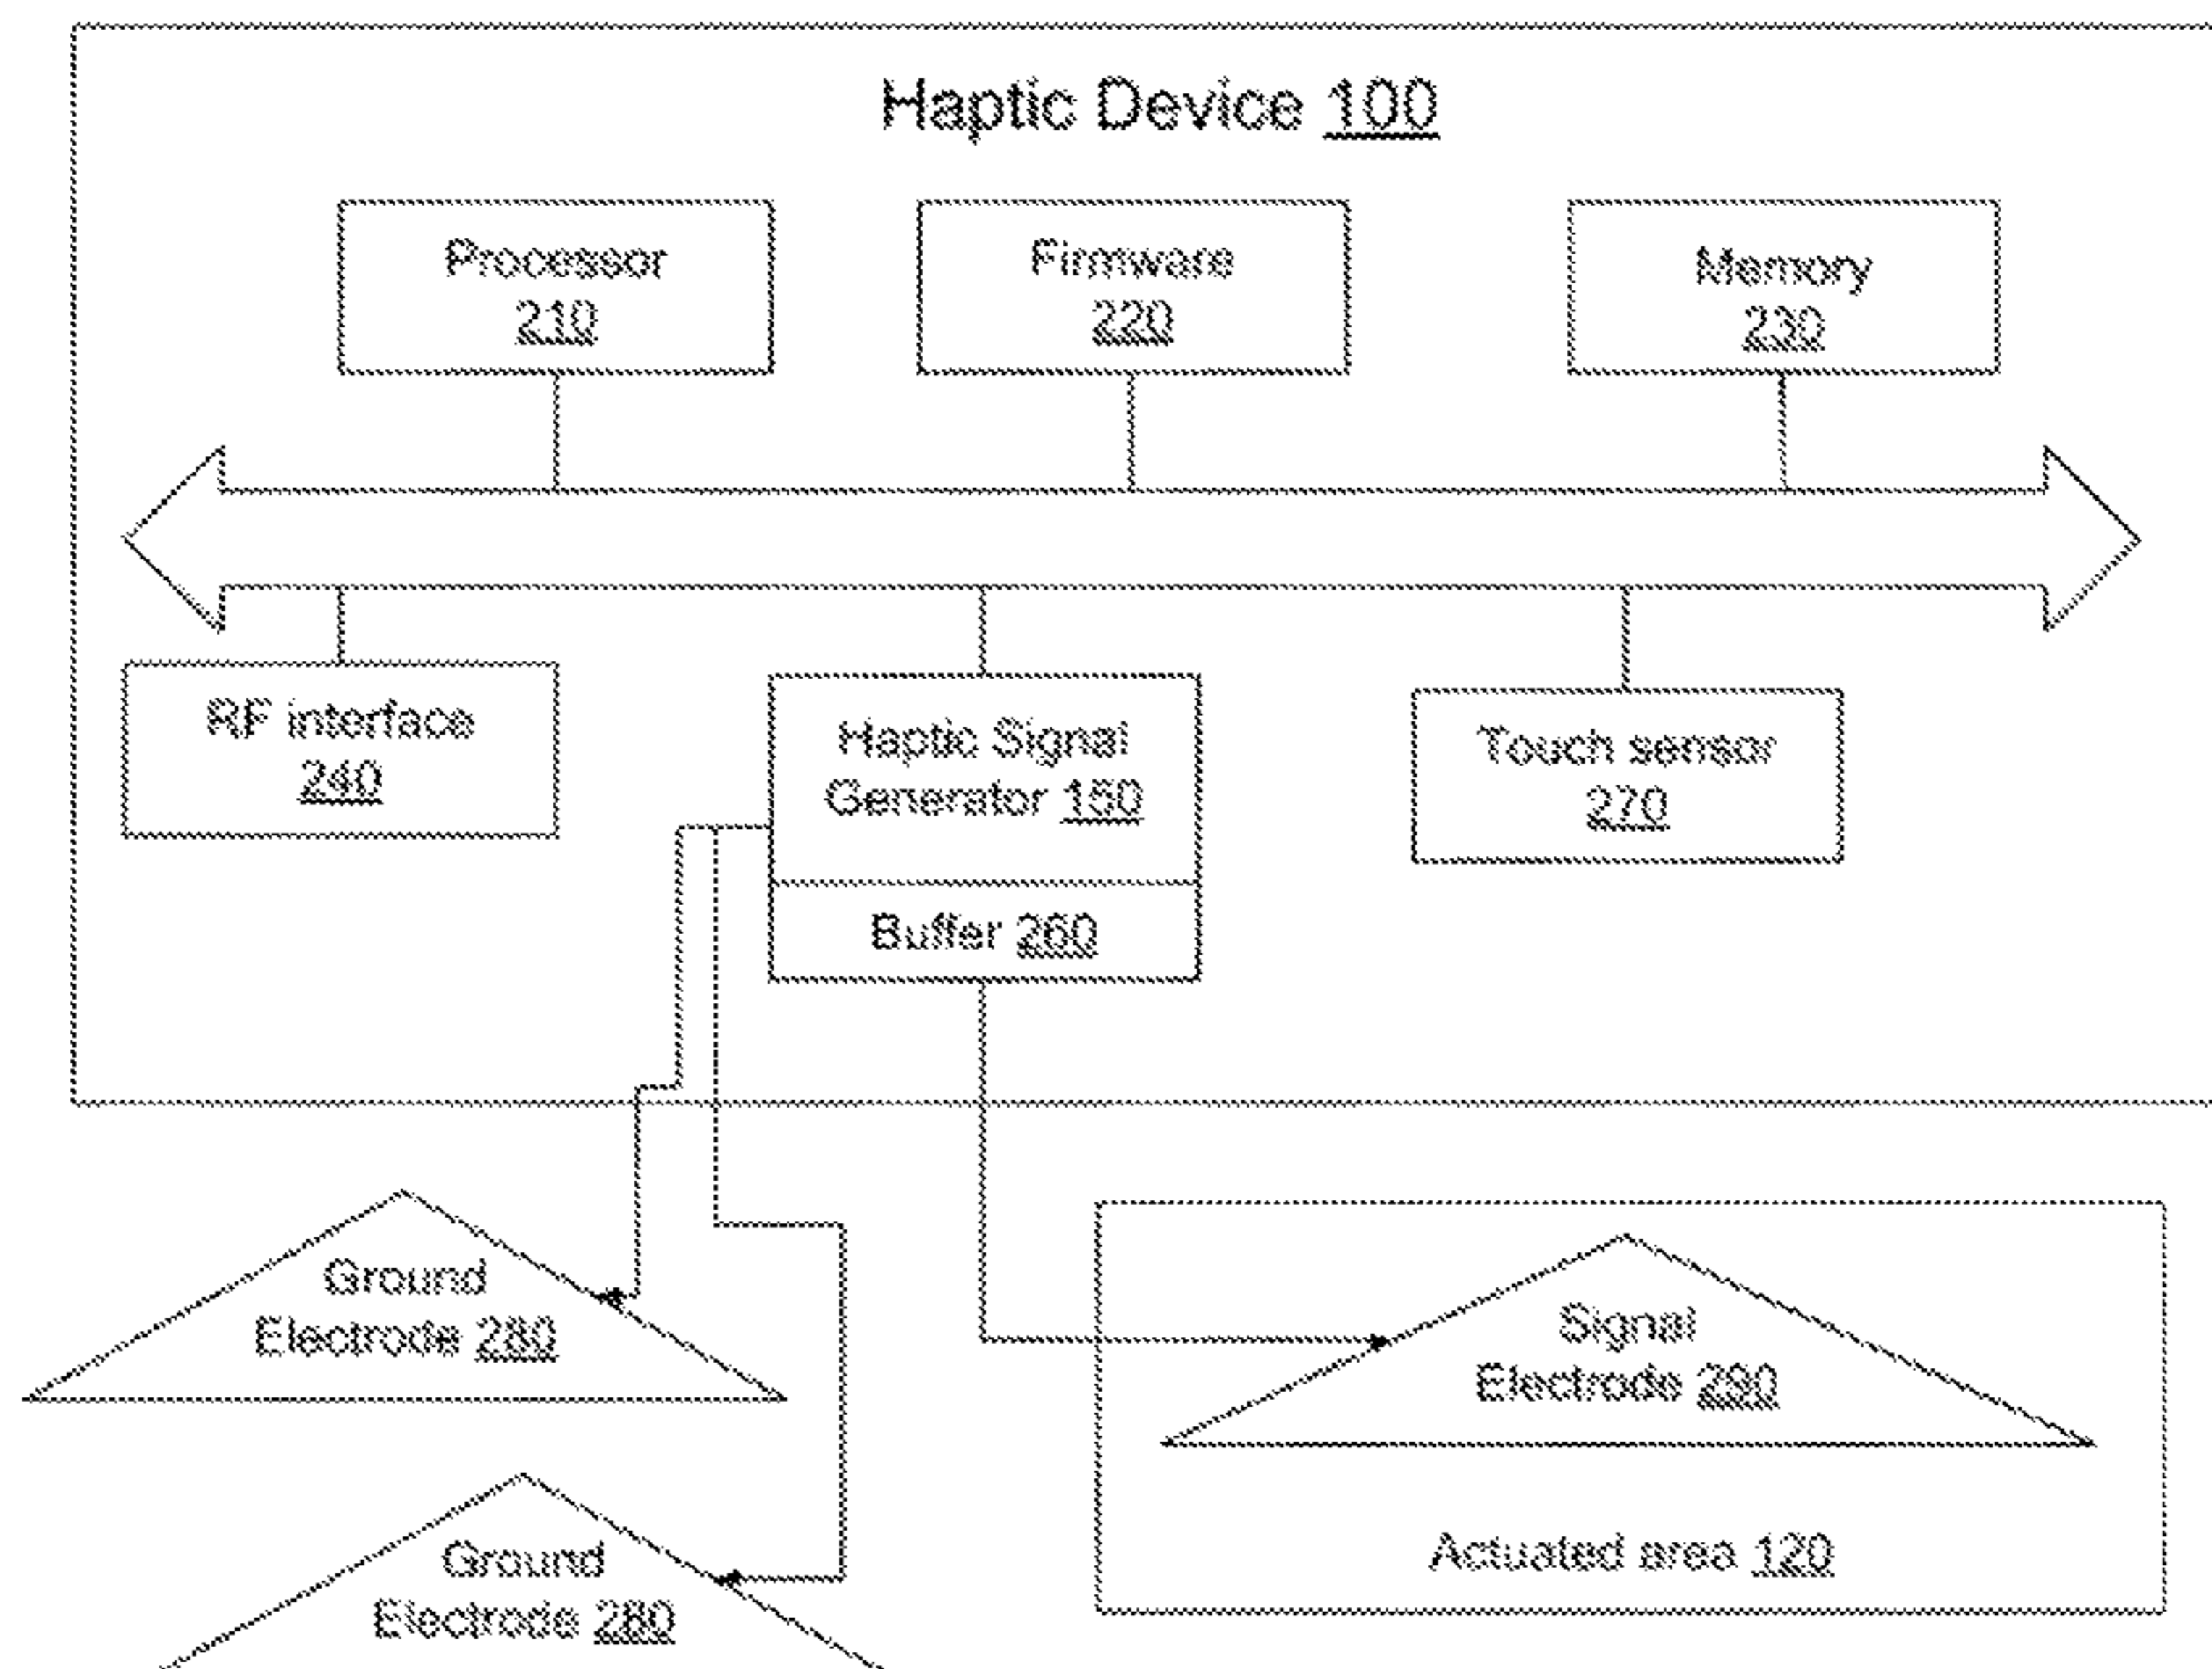 Haptic Device 100
Processor
210
Firmware
220
Memory
230
RF interface
240
Haptic Signal
Generator 150
Touch sensor
270
Buffer 260
Ground
Electrode 280
Signal
Electrode 290
Ground
Electrode 280
Actuated area 120